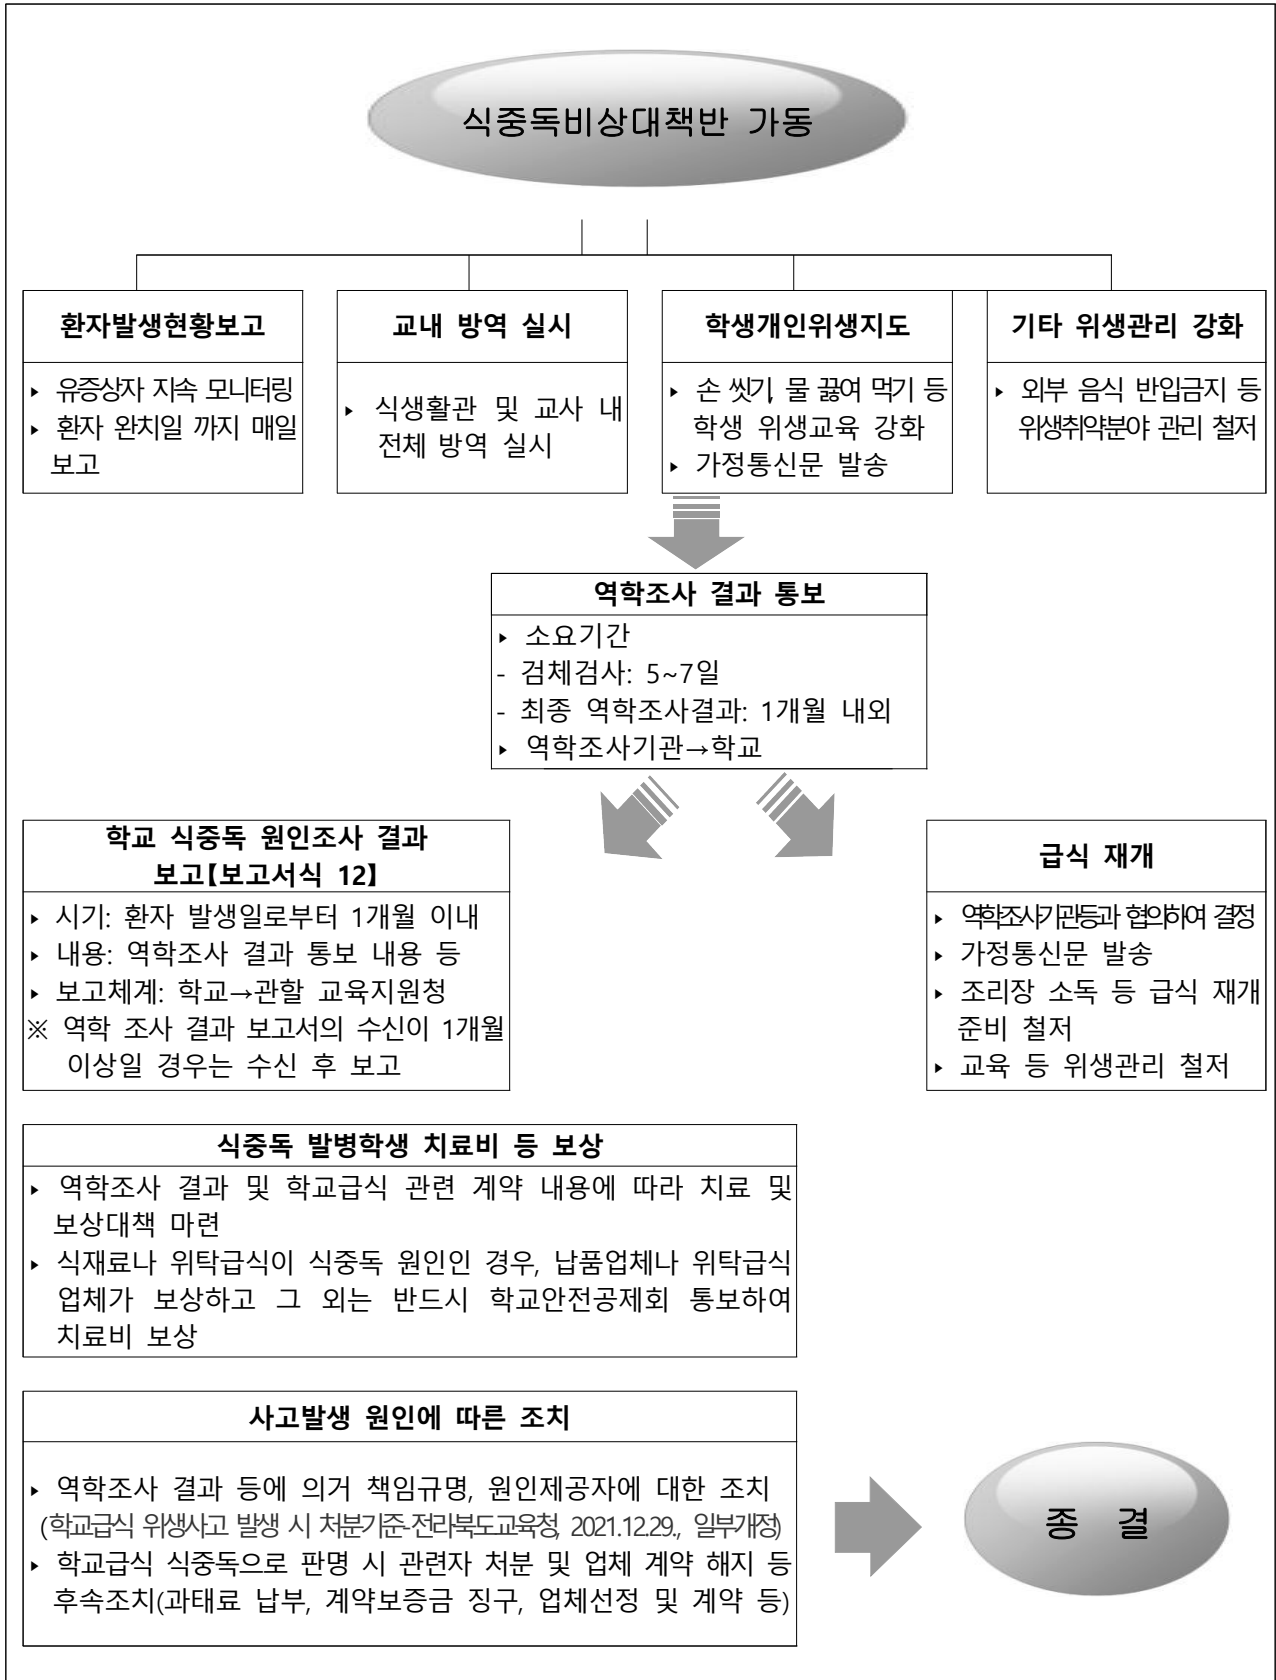 식중독비상대책반 가동
환자발생현황보고
▸ 유증상자 지속 모니터링
▸ 환자 완치일 까지 매일
보고
교내 방역 실시
▸ 식생활관 및 교사 내
전체 방역 실시
학생개인위생지도
▸ 손 씻기, 물 끓여 먹기 등
학생 위생교육 강화
▸ 가정통신문 발송
기타 위생관리 강화
▸ 외부 음식 반입금지 등
위생취약분야 관리 철저
역학조사 결과 통보
▸ 소요기간
- 검체검사: 5~7일
- 최종 역학조사결과: 1개월 내외
▸ 역학조사기관→학교
학교 식중독 원인조사 결과
보고【보고서식 12】
▸ 시기: 환자 발생일로부터 1개월 이내
▸ 내용: 역학조사 결과 통보 내용 등
▸ 보고체계: 학교→관할 교육지원청
※ 역학 조사 결과 보고서의 수신이 1개월
이상일 경우는 수신 후 보고
급식 재개
▸ 역학조사기관등과 협의하여 결정
▸ 가정통신문 발송
▸ 조리장 소독 등 급식 재개
준비 철저
▸ 교육 등 위생관리 철저
식중독 발병학생 치료비 등 보상
▸ 역학조사 결과 및 학교급식 관련 계약 내용에 따라 치료 및
보상대책 마련
▸ 식재료나 위탁급식이 식중독 원인인 경우, 납품업체나 위탁급식
업체가 보상하고 그 외는 반드시 학교안전공제회 통보하여
치료비 보상
사고발생 원인에 따른 조치
▸ 역학조사 결과 등에 의거 책임규명, 원인제공자에 대한 조치
(학교급식 위생사고 발생 시 처분기준-전라북도교육청, 2021.12.29., 일부개정)
▸ 학교급식 식중독으로 판명 시 관련자 처분 및 업체 계약 해지 등
후속조치(과태료 납부, 계약보증금 징구, 업체선정 및 계약 등)
종 결